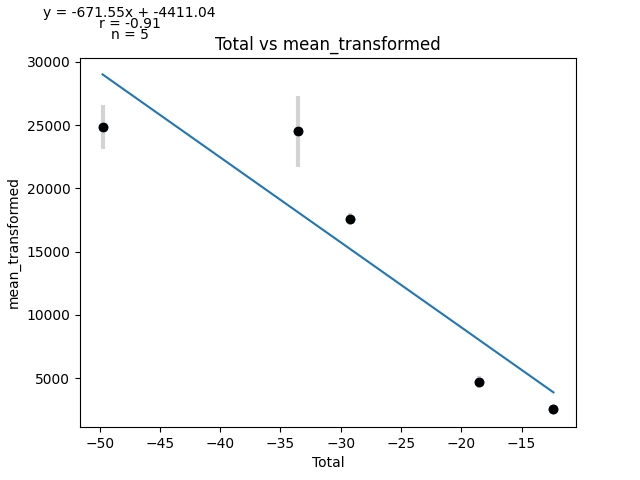 y = -671.55x + -4411.04
r = -0.91
n = 5
Total vs mean_transformed
30000
25000
20000
15000
10000
5000
mean_transformed
−50
−45
−40
−35
−30
−25
−20
−15
Total